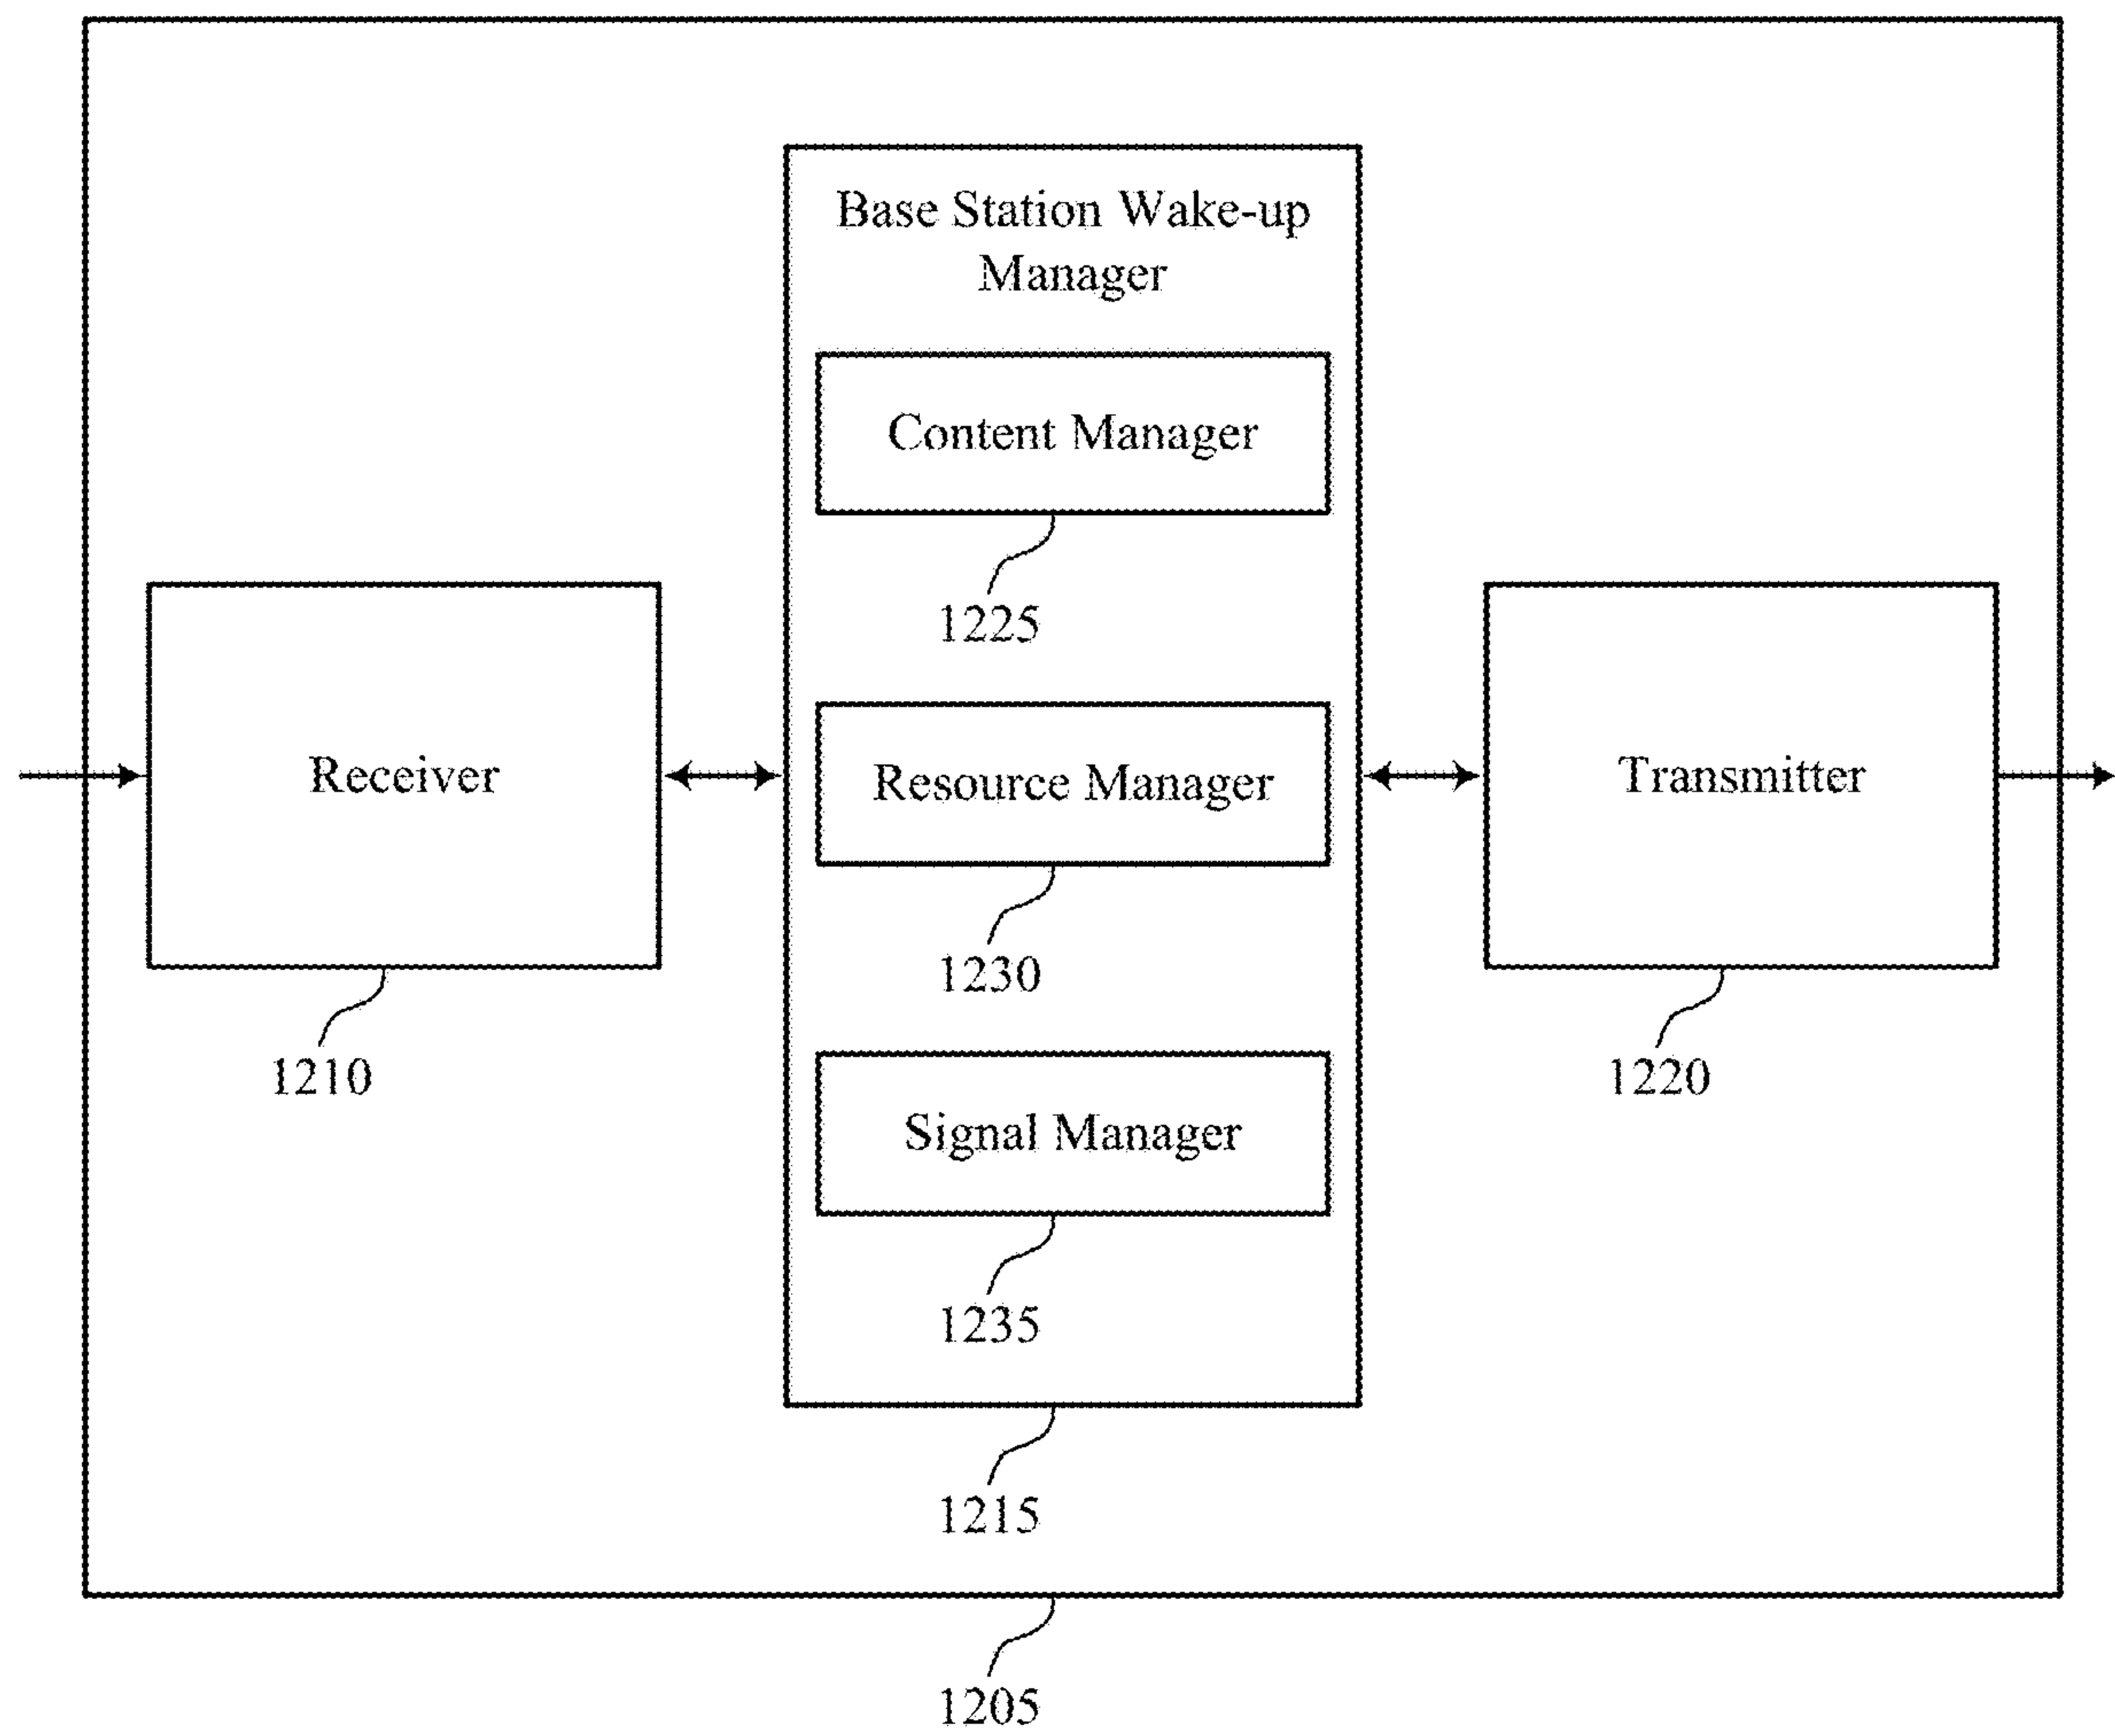 Base Station Wake-up
Manager
Content Manager
1225
Receiver
Resource Manager
Transmitter
1230
1210
1220
Signal Manager
1235
1215
1205